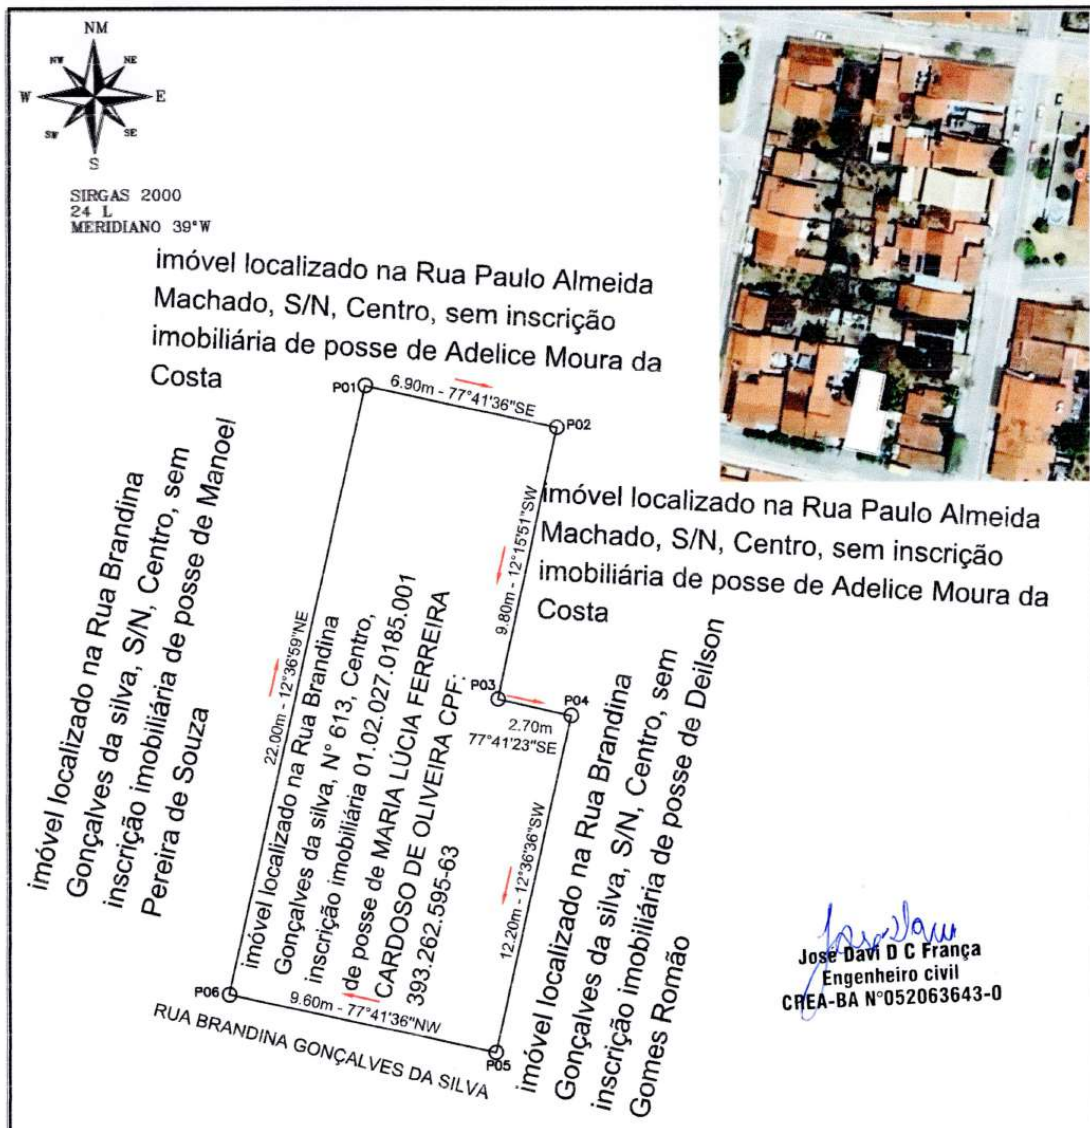 NM
NW
NE
W
E
SW
SE
S
SIRGAS 2000
24 L
MERIDIANO 39°W
imóvel localizado na Rua Paulo Almeida
Machado, S/N, Centro, sem inscrição
imobiliária de posse de Adelice Moura da
Costa
P01
6.90m - 77°41'36"SE
P02
imóvel localizado na Rua Brandina
Gonçalves da silva, S/N, Centro, sem
inscrição imobiliária de posse de Manoel
Pereira de Souza
22.00m - 12°36'59"NE
9.80m - 12°15'51"SW
imóvel localizado na Rua Paulo Almeida
Machado, S/N, Centro, sem inscrição
imobiliária de posse de Adelice Moura da
Costa
P03
P04
2.70m
77°41'23"SE
imóvel localizado na Rua Brandina
Gonçalves da silva, N° 613, Centro,
inscrição imobiliária 01.02.027.0185.001
de posse de MARIA LÚCIA FERREIRA
CARDOSO DE OLIVEIRA CPF:
393.262.595-63
12.20m - 12°36'36"SW
imóvel localizado na Rua Brandina
Gonçalves da silva, S/N, Centro, sem
inscrição imobiliária de posse de Deilson
Gomes Romão
P06
9.60m - 77°41'36"NW
P05
RUA BRANDINA GONÇALVES DA SILVA
José Davi D C França
Engenheiro civil
CREA-BA N°052063643-0